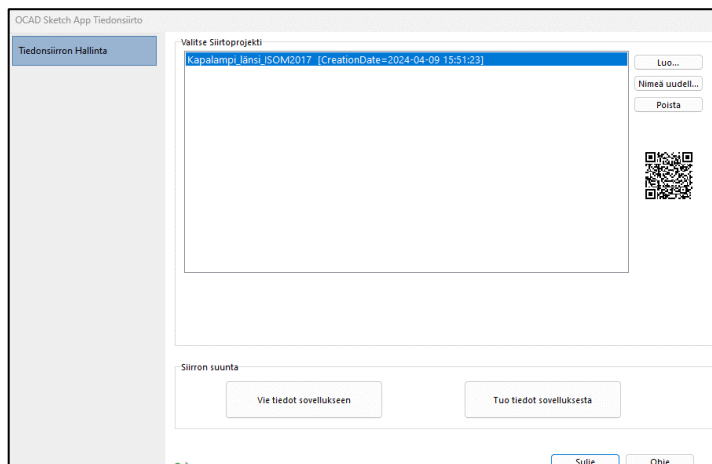 OCAD Sketch App Tiedonsiirto
Tiedonsiirron Hallinta
Valitse Siirtoprojekti
Kapalampi_länsi_ISOM2017 [CreationDate=2024-04-09 15:51:23]
Luo...
Nimeä uudell...
Poista
Siirron suunta
Vie tiedot sovellukseen
Tuo tiedot sovelluksesta
Sulje
Ohje